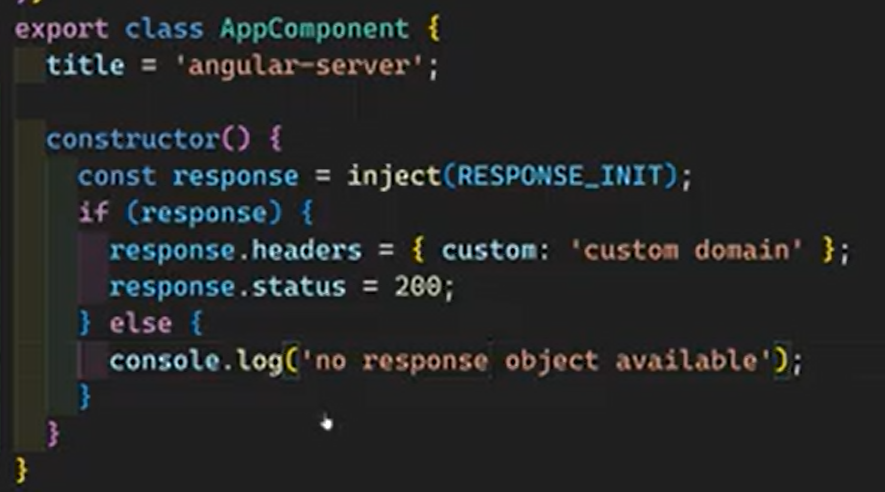 export class AppComponent {
title = 'angular-server';
constructor() {
const response = inject(RESPONSE_INIT);
if (response) {
response.headers = { custom: 'custom domain' };
response.status = 200;
} else {
console.log('no response object available');
}
}
}